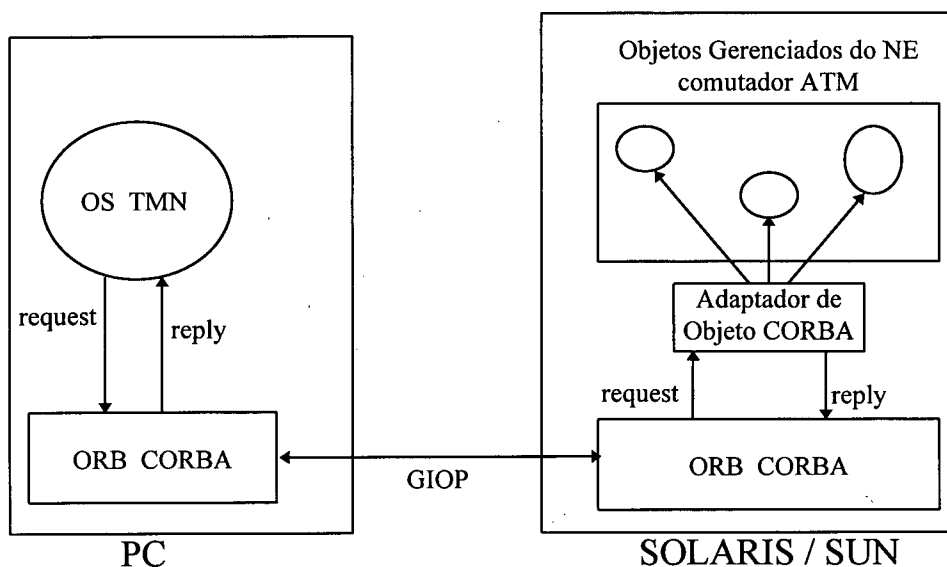 OS TMN
request
reply
ORB CORBA
PC
GIOP
Objetos Gerenciados do NE
comutador ATM
Adaptador de
Objeto CORBA
request
reply
ORB CORBA
SOLARIS / SUN